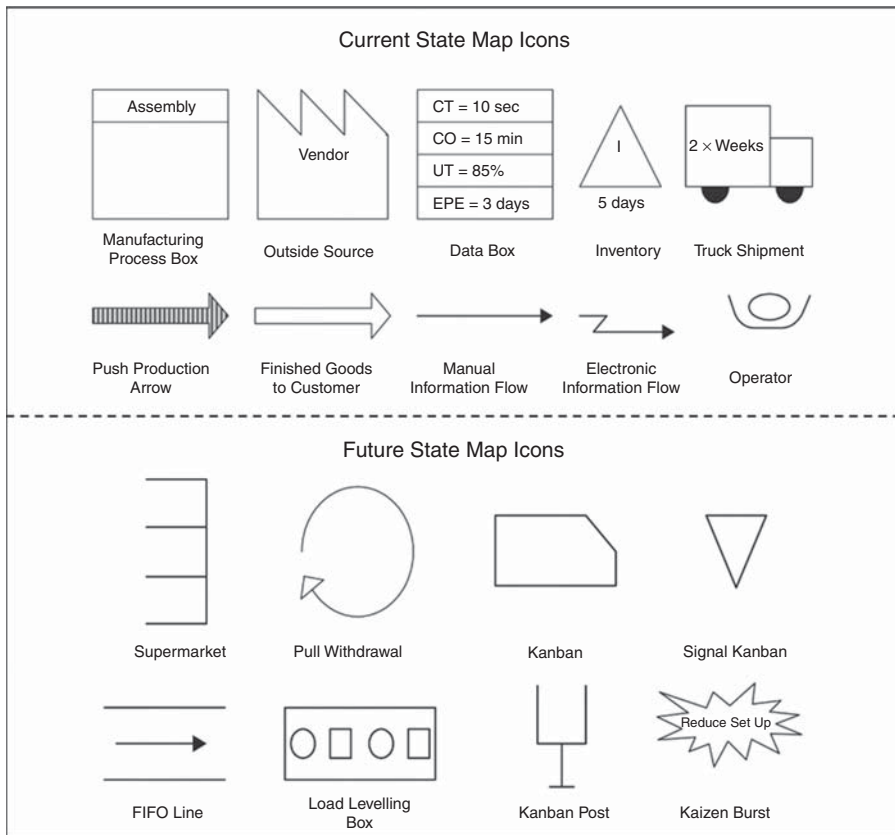 Current State Map Icons
Assembly
Vendor
CT = 10 sec
CO = 15 min
UT = 85%
EPE = 3 days
I
5 days
2 × Weeks
Manufacturing
Process Box
Outside Source
Data Box
Inventory
Truck Shipment
Push Production
Arrow
Finished Goods
to Customer
Manual
Information Flow
Electronic
Information Flow
Operator
Future State Map Icons
Supermarket
Pull Withdrawal
Kanban
Signal Kanban
Reduce Set Up
FIFO Line
Load Levelling
Box
Kanban Post
Kaizen Burst